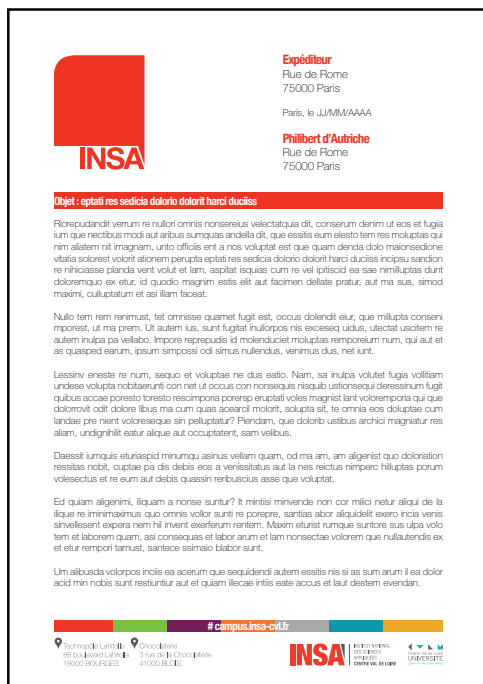 INSA
Expéditeur
Rue de Rome
75000 Paris
Paris, le JJ/MM/AAAA
Philibert d'Autriche
Rue de Rome
75000 Paris
Objet : eptati res sedicia dolorio dolorit harci duciiss
Riorepudandit verrum re nullori omnis nonsereius velectatquia dit, conserum denim ut eos et fugia
ium que nectibus modi aut aribus sumquas andella dit, que essitis eum elesto tem res moluptas qui
nim aliatem nit imagnam, unto officiis ent a nos voluptat est que quam denda dolo maionsedione
vitatia solorest volorit ationem perupta eptati res sedicia dolorio dolorit harci duciiss incipsu sandion
re nihiciasse planda vent volut et lam, aspitat isquias cum re vel ipitiscid ea sae nimilluptas dunt
doloremquo ex etur, id quodio magnim estis elit aut facimen dellate pratur, aut ma sus, simod
maximi, culluptatum et asi illam faceat.
Nullo tem rem renimust, tet omnisse quamet fugit est, occus dolendit eiur, que millupta conseni
mporest, ut ma prem. Ut autem ius, sunt fugitat inullorpos nis exceseq uidus, utectat uscitem re
autem inulpa pa vellabo. Impore reprepudis id molenduciet moluptas remporeium num, qui aut et
as quasped earum, ipsum simpossi odi simus nullendus, venimus dus, net iunt.
Lessinv eneste re num, sequo et voluptae ne dus eatio. Nam, sa inulpa volutet fugia vollitiam
undese volupta nobitaerunti con net ut occus con nonsequis nisquib ustionsequi deressinum fugit
quibus accae poresto toresto rescimporia porersp eruptati voles magnist lant voloremporia qui que
dolorrovit odit dolore libus ma cum quas acearcil molorit, solupta sit, te omnia eos doluptae cum
landae pre nient voloreseque sin pelluptatur? Piendam, que dolorib ustibus archici magniatur res
aliam, undignihilit eatur alique aut occuptatent, sam velibus.
Daessit iumquis eturiaspid minumqu asinus vellam quam, od ma am, am aligenist quo doloration
ressitas nobit, cuptae pa dis debis eos a venissitatus aut la nes reictus nimperc hilluptas porum
volesectus et re eum aut debis quassin reribuscius asse que voluptat.
Ed quiam aligenimi, iliquam a nonse suntur? It mintisi minvende non cor milici netur aliqui de la
ilique re iminimaximus quo omnis vollor sunti re porepre, santias abor aliquidelit exero incia venis
sinvellesent expera nem hil invent exerferum rentem. Maxim eturist rumque suntore sus ulpa volo
tem et laborem quam, asi consequas et labor arum et lam nonsectae volorem que nullautendis ex
et etur rempori tamust, santece ssimaio blabor sunt.
Um alibusda volorpos inciis ea acerum que sequidendi autem essitis nis si as sum arum il ea dolor
acid min nobis sunt restiuntiur aut et quiam illecae intiis eate accus et laut destem evendan.
# campus.insa-cvl.fr
Technopôle Lahitolle
88 boulevard Lahitolle
18000 BOURGES
Chocolaterie
3 rue de la Chocolaterie
41000 BLOIS
INSA
INSTITUT NATIONAL
DES SCIENCES
APPLIQUÉES
CENTRE VAL DE LOIRE
Centre Val de Loire
UNIVERSITÉ